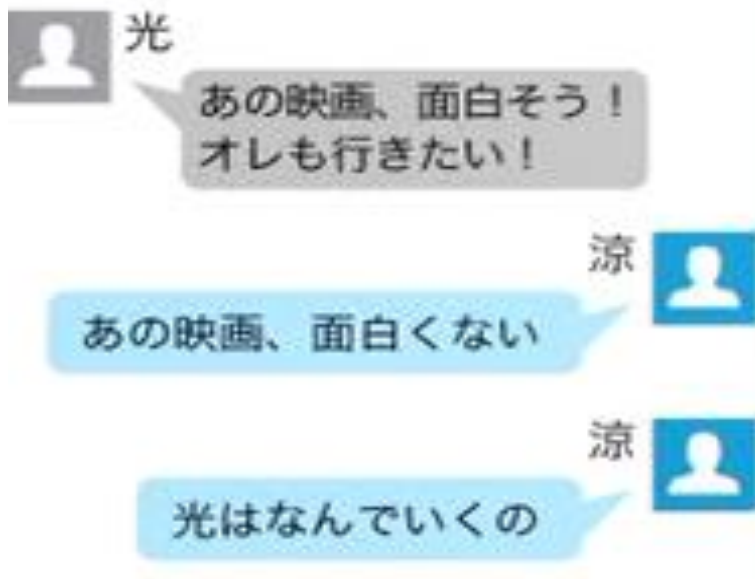 光
あの映画、面白そう！
オレも行きたい！
涼
あの映画、面白くない
涼
光はなんでいくの